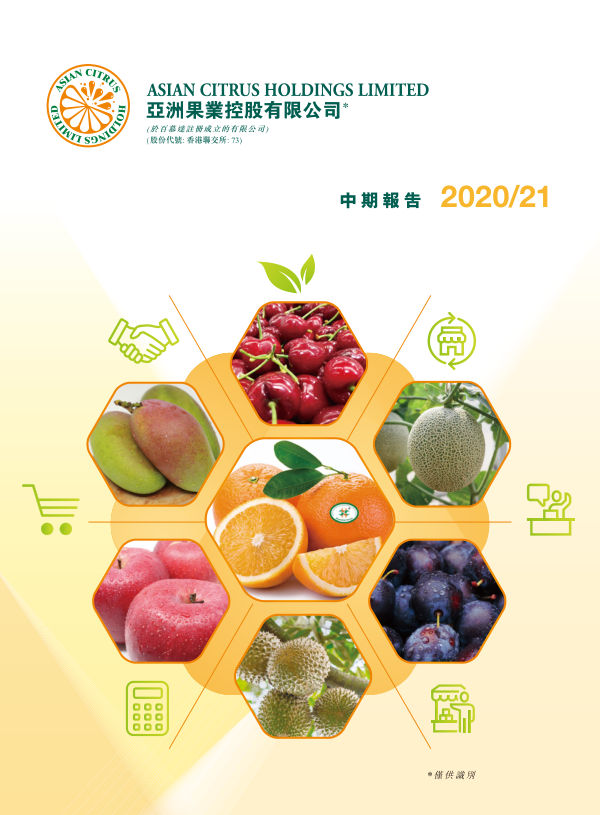 ASIAN CITRUS
HOLDINGS LIMITED
ASIAN CITRUS HOLDINGS LIMITED
亞洲果業控股有限公司*
(於百慕達註冊成立的有限公司)
(股份代號: 香港聯交所: 73)
中期報告 2020/21
*僅供識別